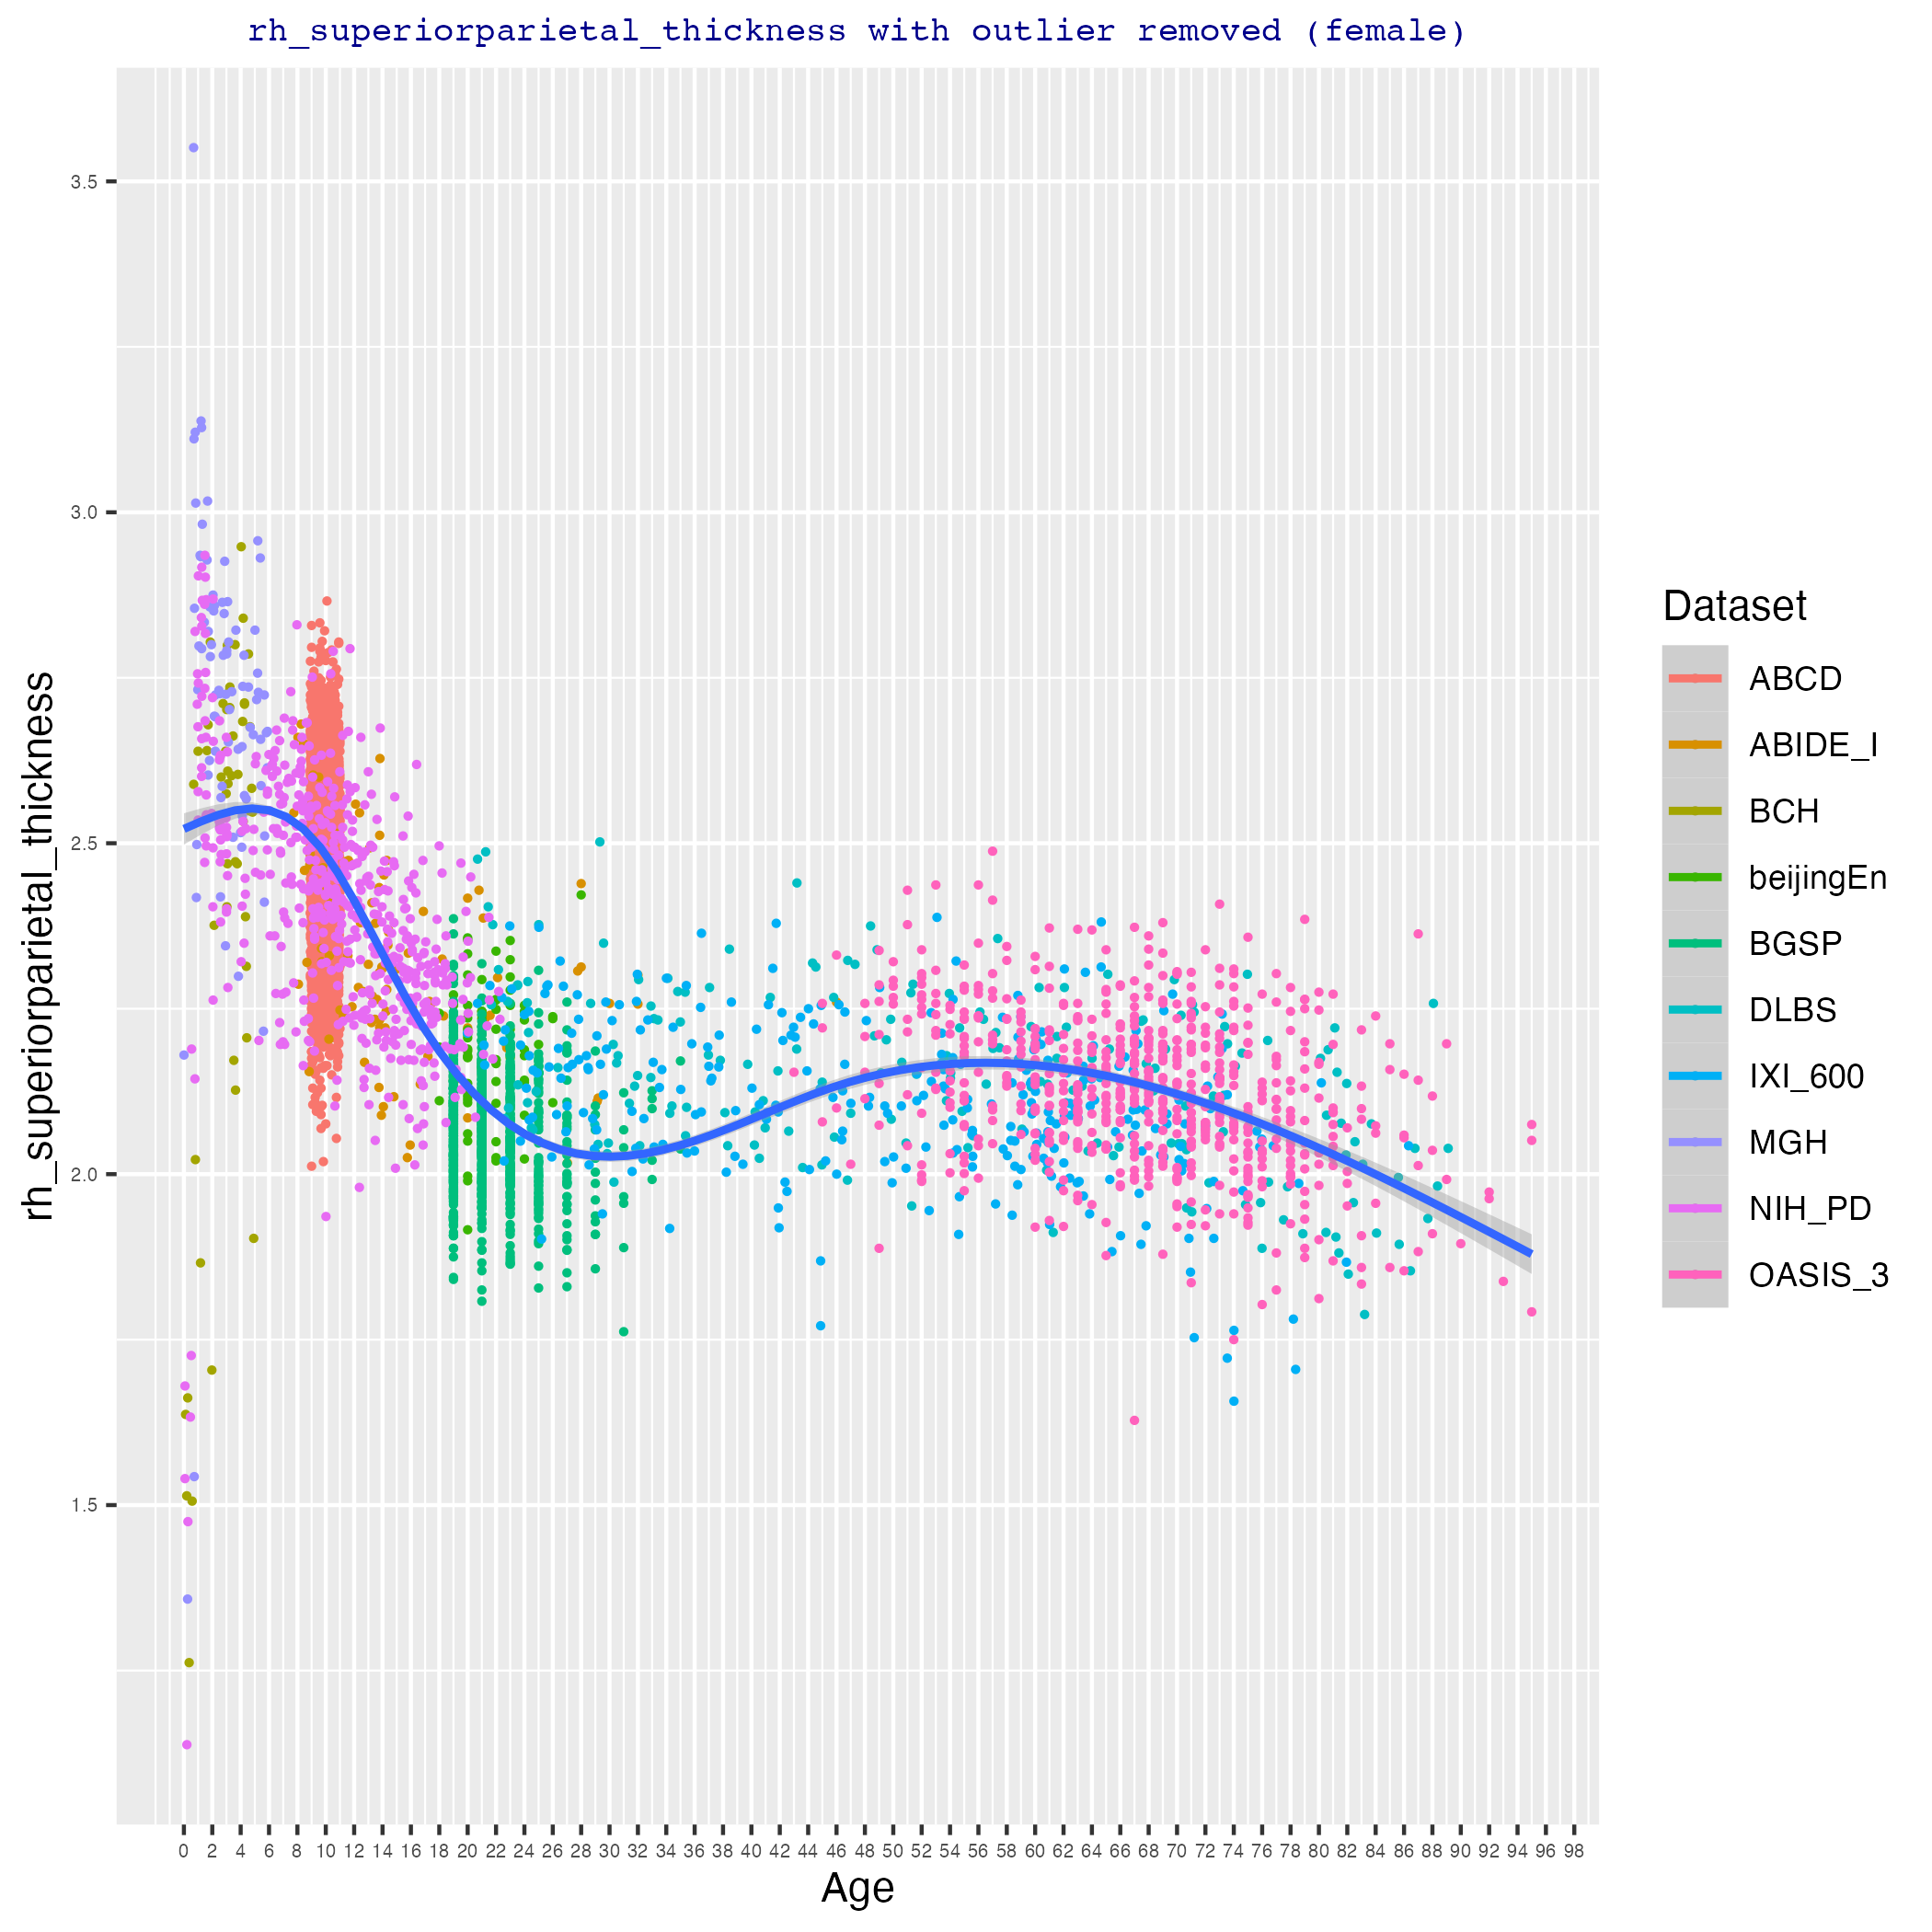 rh_superiorparietal_thickness with outlier removed (female)
rh_superiorparietal_thickness
3.5
3.0
2.5
2.0
1.5
0 2 4 6 8 10 12 14 16 18 20 22 24 26 28 30 32 34 36 38 40 42 44 46 48 50 52 54 56 58 60 62 64 66 68 70 72 74 76 78 80 82 84 86 88 90 92 94 96 98
Age
Dataset
ABCD
ABIDE_I
BCH
beijingEn
BGSP
DLBS
IXI_600
MGH
NIH_PD
OASIS_3